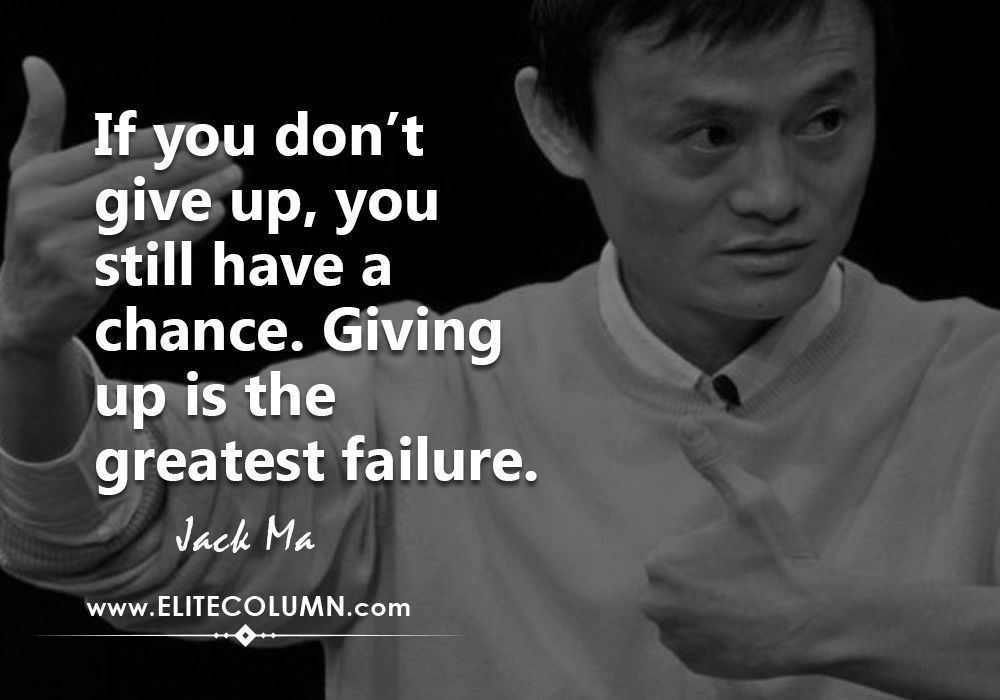 If you don’t
give up, you
still have a
chance. Giving
up is the
greatest failure.
Jack Ma
www.ELITECOLUMN.com